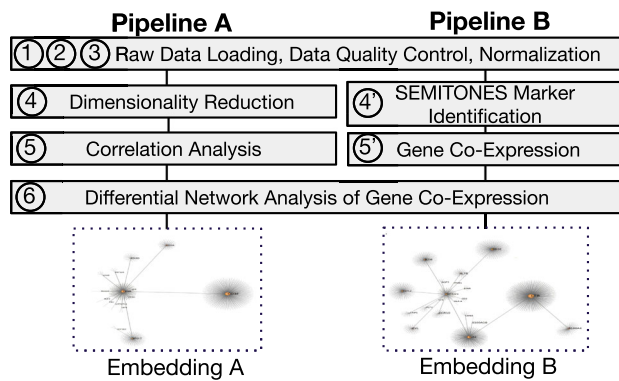 Pipeline A
Pipeline B
1 2 3 Raw Data Loading, Data Quality Control, Normalization
4 Dimensionality Reduction
4' SEMITONES Marker
Identification
5 Correlation Analysis
5' Gene Co-Expression
6 Differential Network Analysis of Gene Co-Expression
Embedding A
Embedding B